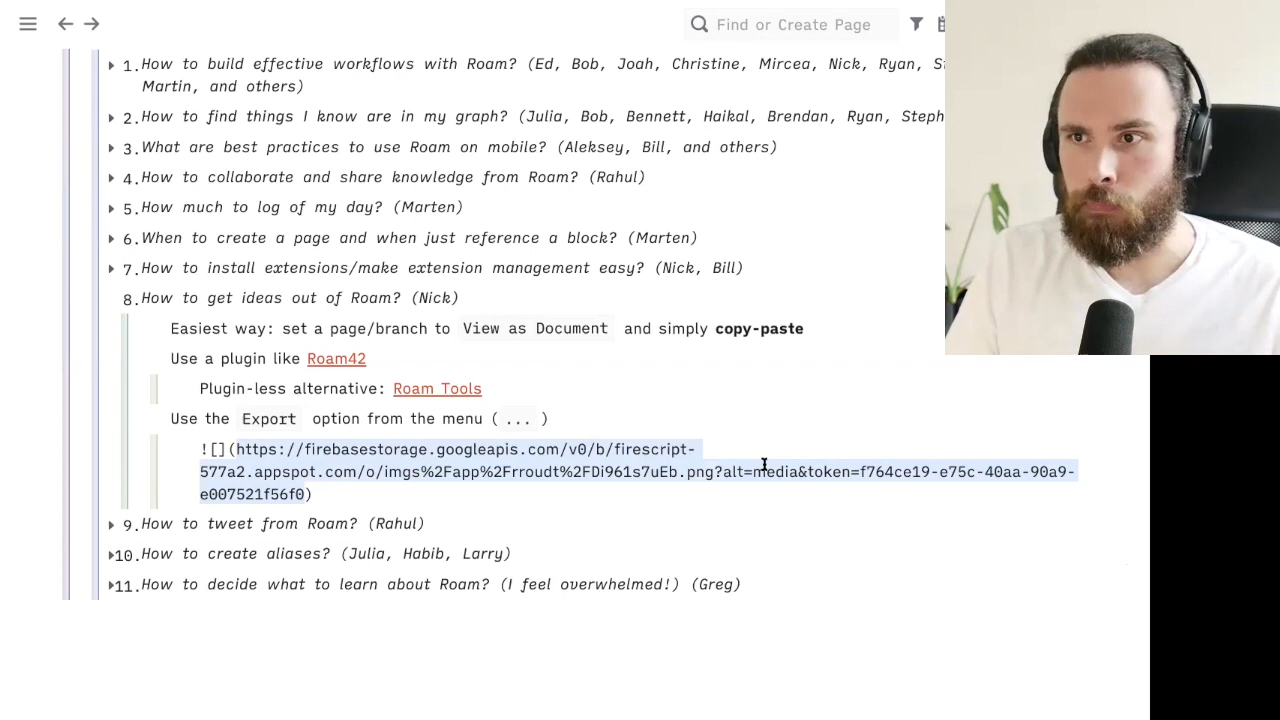 Find or Create Page
1. How to build effective workflows with Roam? (Ed, Bob, Joah, Christine, Mircea, Nick, Ryan,
Martin, and others)
2. How to find things I know are in my graph? (Julia, Bob, Bennett, Haikal, Brendan, Ryan,
3. What are best practices to use Roam on mobile? (Aleksey, Bill, and others)
4. How to collaborate and share knowledge from Roam? (Rahul)
5. How much to log of my day? (Marten)
6. When to create a page and when just reference a block? (Marten)
7. How to install extensions/make extension management easy? (Nick, Bill)
8. How to get ideas out of Roam? (Nick)
Easiest way: set a page/branch to View as Document and simply copy-paste
Use a plugin like Roam42
Plugin-less alternative: Roam Tools
Use the Export option from the menu (...)
![](https://firebasestorage.googleapis.com/v0/b/firescript-
577a2.appspot.com/o/imgs%2Fapp%2Frroudt%2FDi961s7uEb.png?alt=media&token=f764ce19-e75c-40aa-90a9-
e007521f56f0)
9. How to tweet from Roam? (Rahul)
10. How to create aliases? (Julia, Habib, Larry)
11. How to decide what to learn about Roam? (I feel overwhelmed!) (Greg)